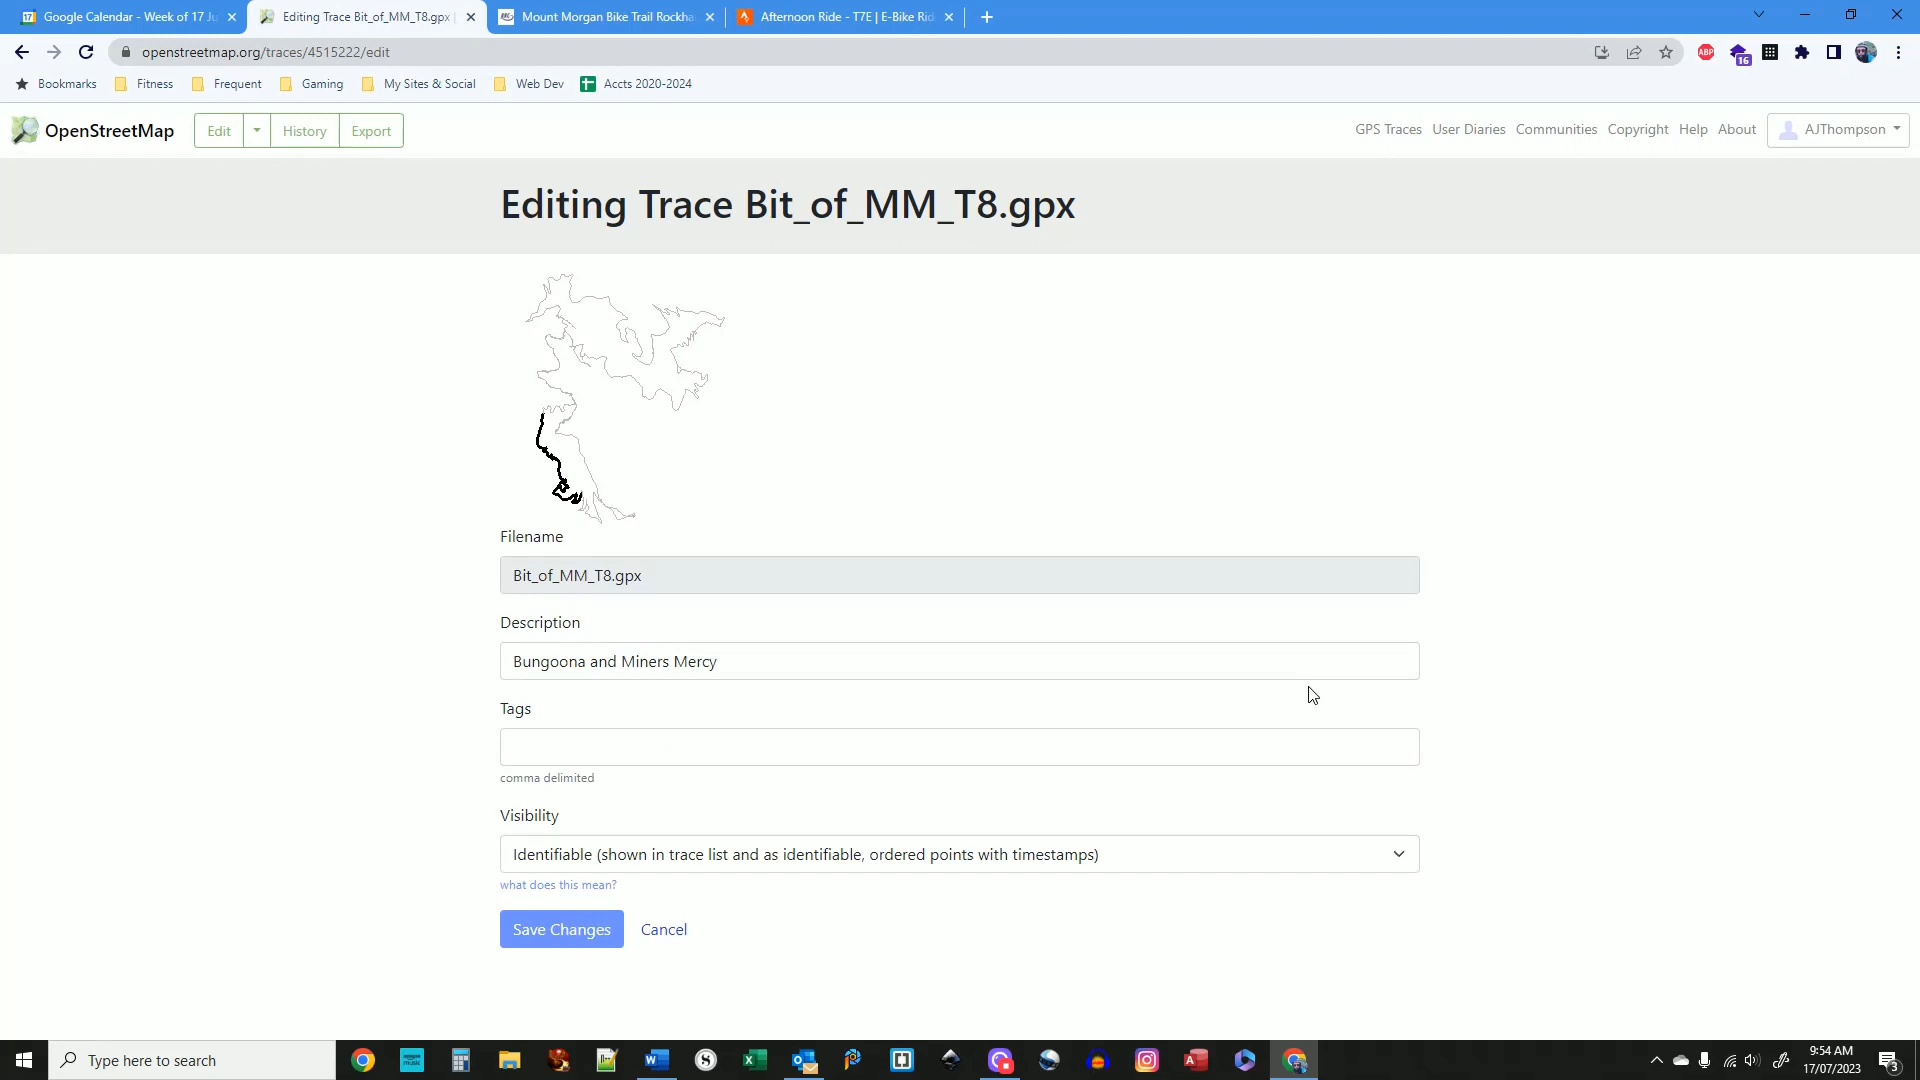 Google Calendar - Week of 17 Ju
Editing Trace Bit_of_MM_T8.gpx |
Mount Morgan Bike Trail Rockha
Afternoon Ride - T7E | E-Bike Rid
openstreetmap.org/traces/4515222/edit
ABP
16
Bookmarks Fitness Frequent Gaming My Sites & Social Web Dev Accts 2020-2024
OpenStreetMap Edit History Export GPS Traces User Diaries Communities Copyright Help About AJThompson
Editing Trace Bit_of_MM_T8.gpx
Filename
Bit_of_MM_T8.gpx
Description
Bungoona and Miners Mercy
Tags
comma delimited
Visibility
Identifiable (shown in trace list and as identifiable, ordered points with timestamps)
what does this mean?
Save Changes Cancel
Type here to search
9:54 AM
17/07/2023
3